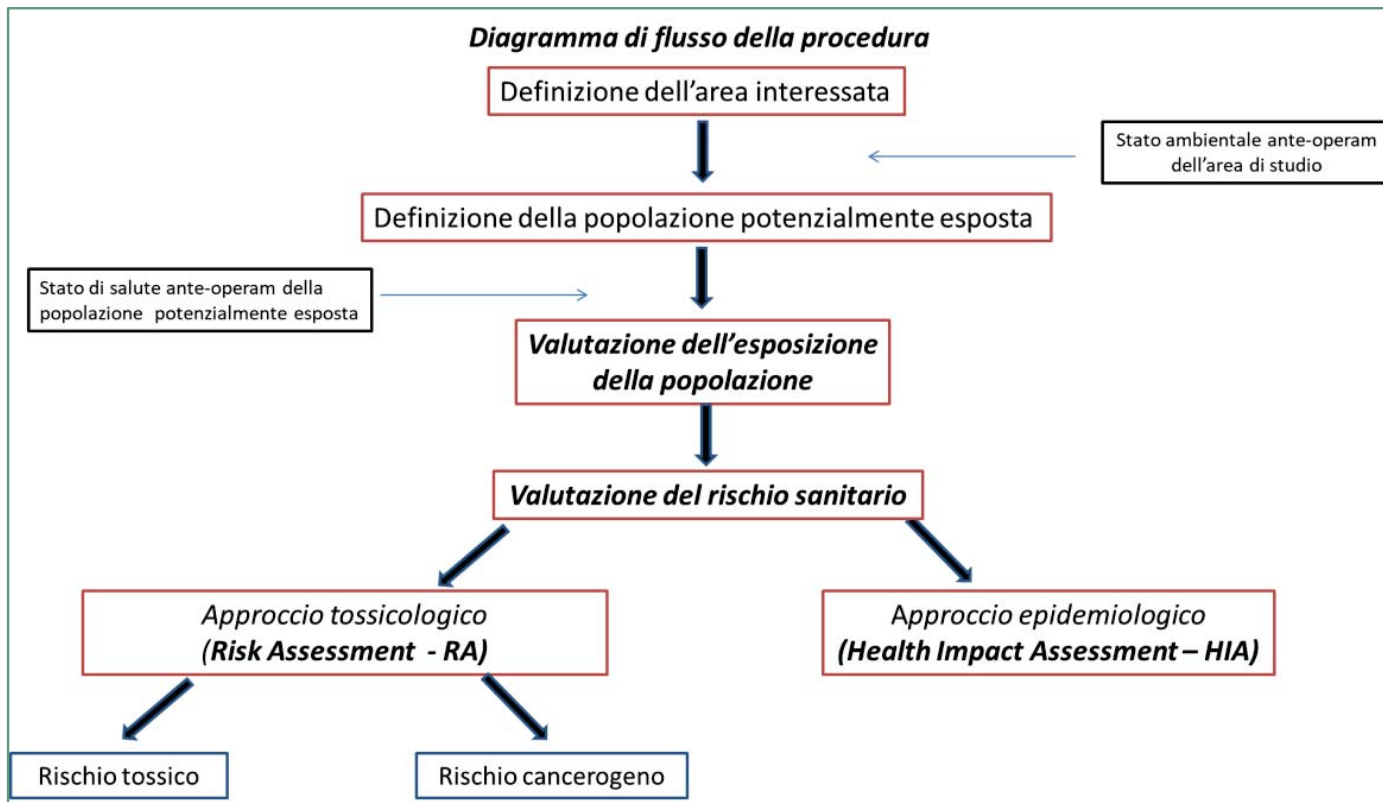 Diagramma di flusso della procedura
Definizione dell'area interessata
Stato ambientale ante-operam
dell'area di studio
Definizione della popolazione potenzialmente esposta
Stato di salute ante-operam della
popolazione potenzialmente esposta
Valutazione dell'esposizione
della popolazione
Valutazione del rischio sanitario
Approccio tossicologico
(Risk Assessment - RA)
Approccio epidemiologico
(Health Impact Assessment – HIA)
Rischio tossico
Rischio cancerogeno